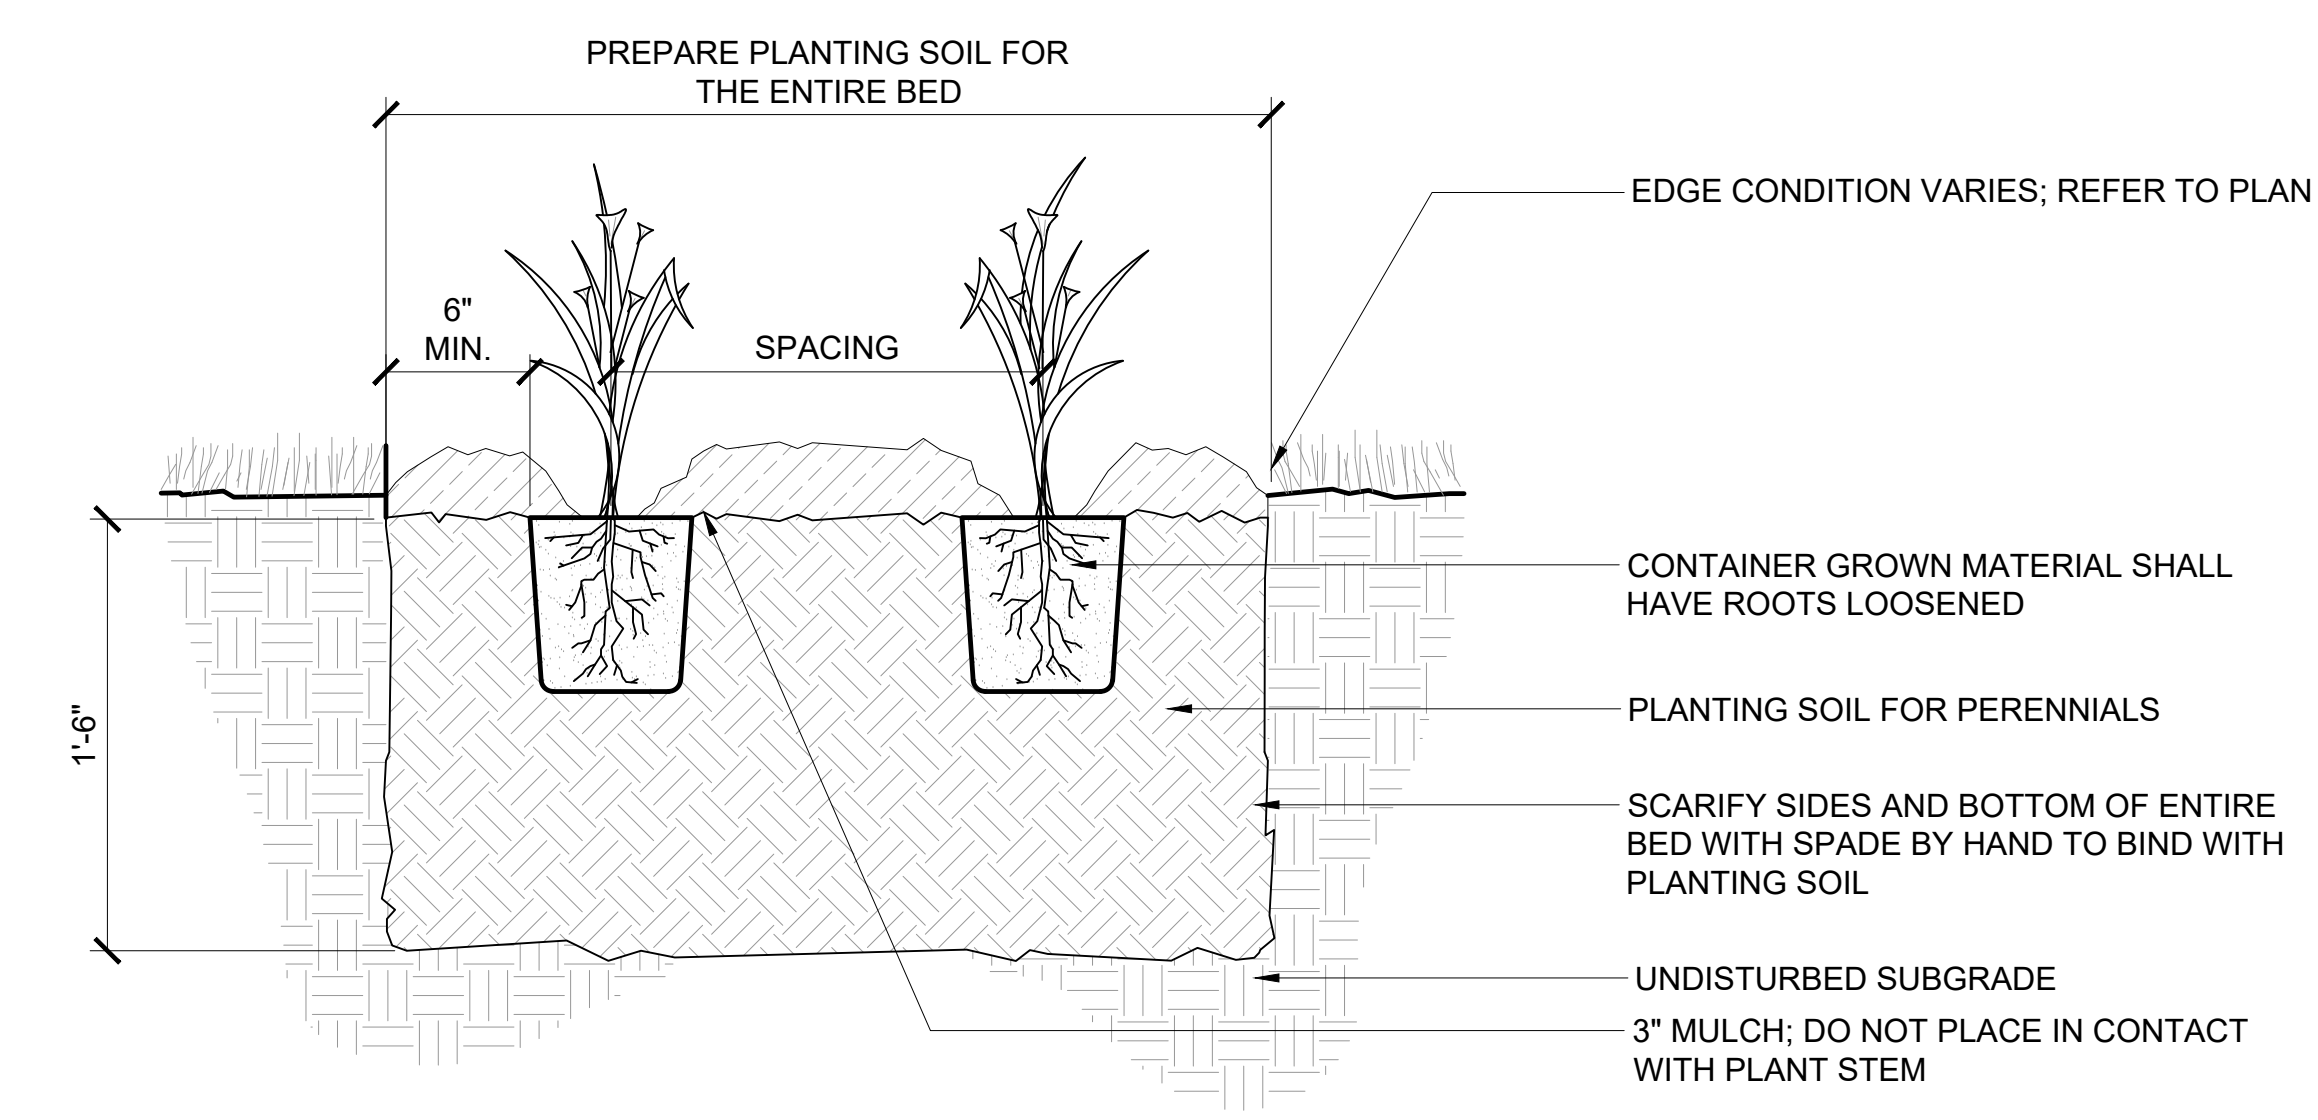 PREPARE PLANTING SOIL FOR
THE ENTIRE BED
EDGE CONDITION VARIES; REFER TO PLAN
6"
MIN.
SPACING
CONTAINER GROWN MATERIAL SHALL
HAVE ROOTS LOOSENED
PLANTING SOIL FOR PERENNIALS
1'-6"
SCARIFY SIDES AND BOTTOM OF ENTIRE
BED WITH SPADE BY HAND TO BIND WITH
PLANTING SOIL
UNDISTURBED SUBGRADE
3" MULCH; DO NOT PLACE IN CONTACT
WITH PLANT STEM